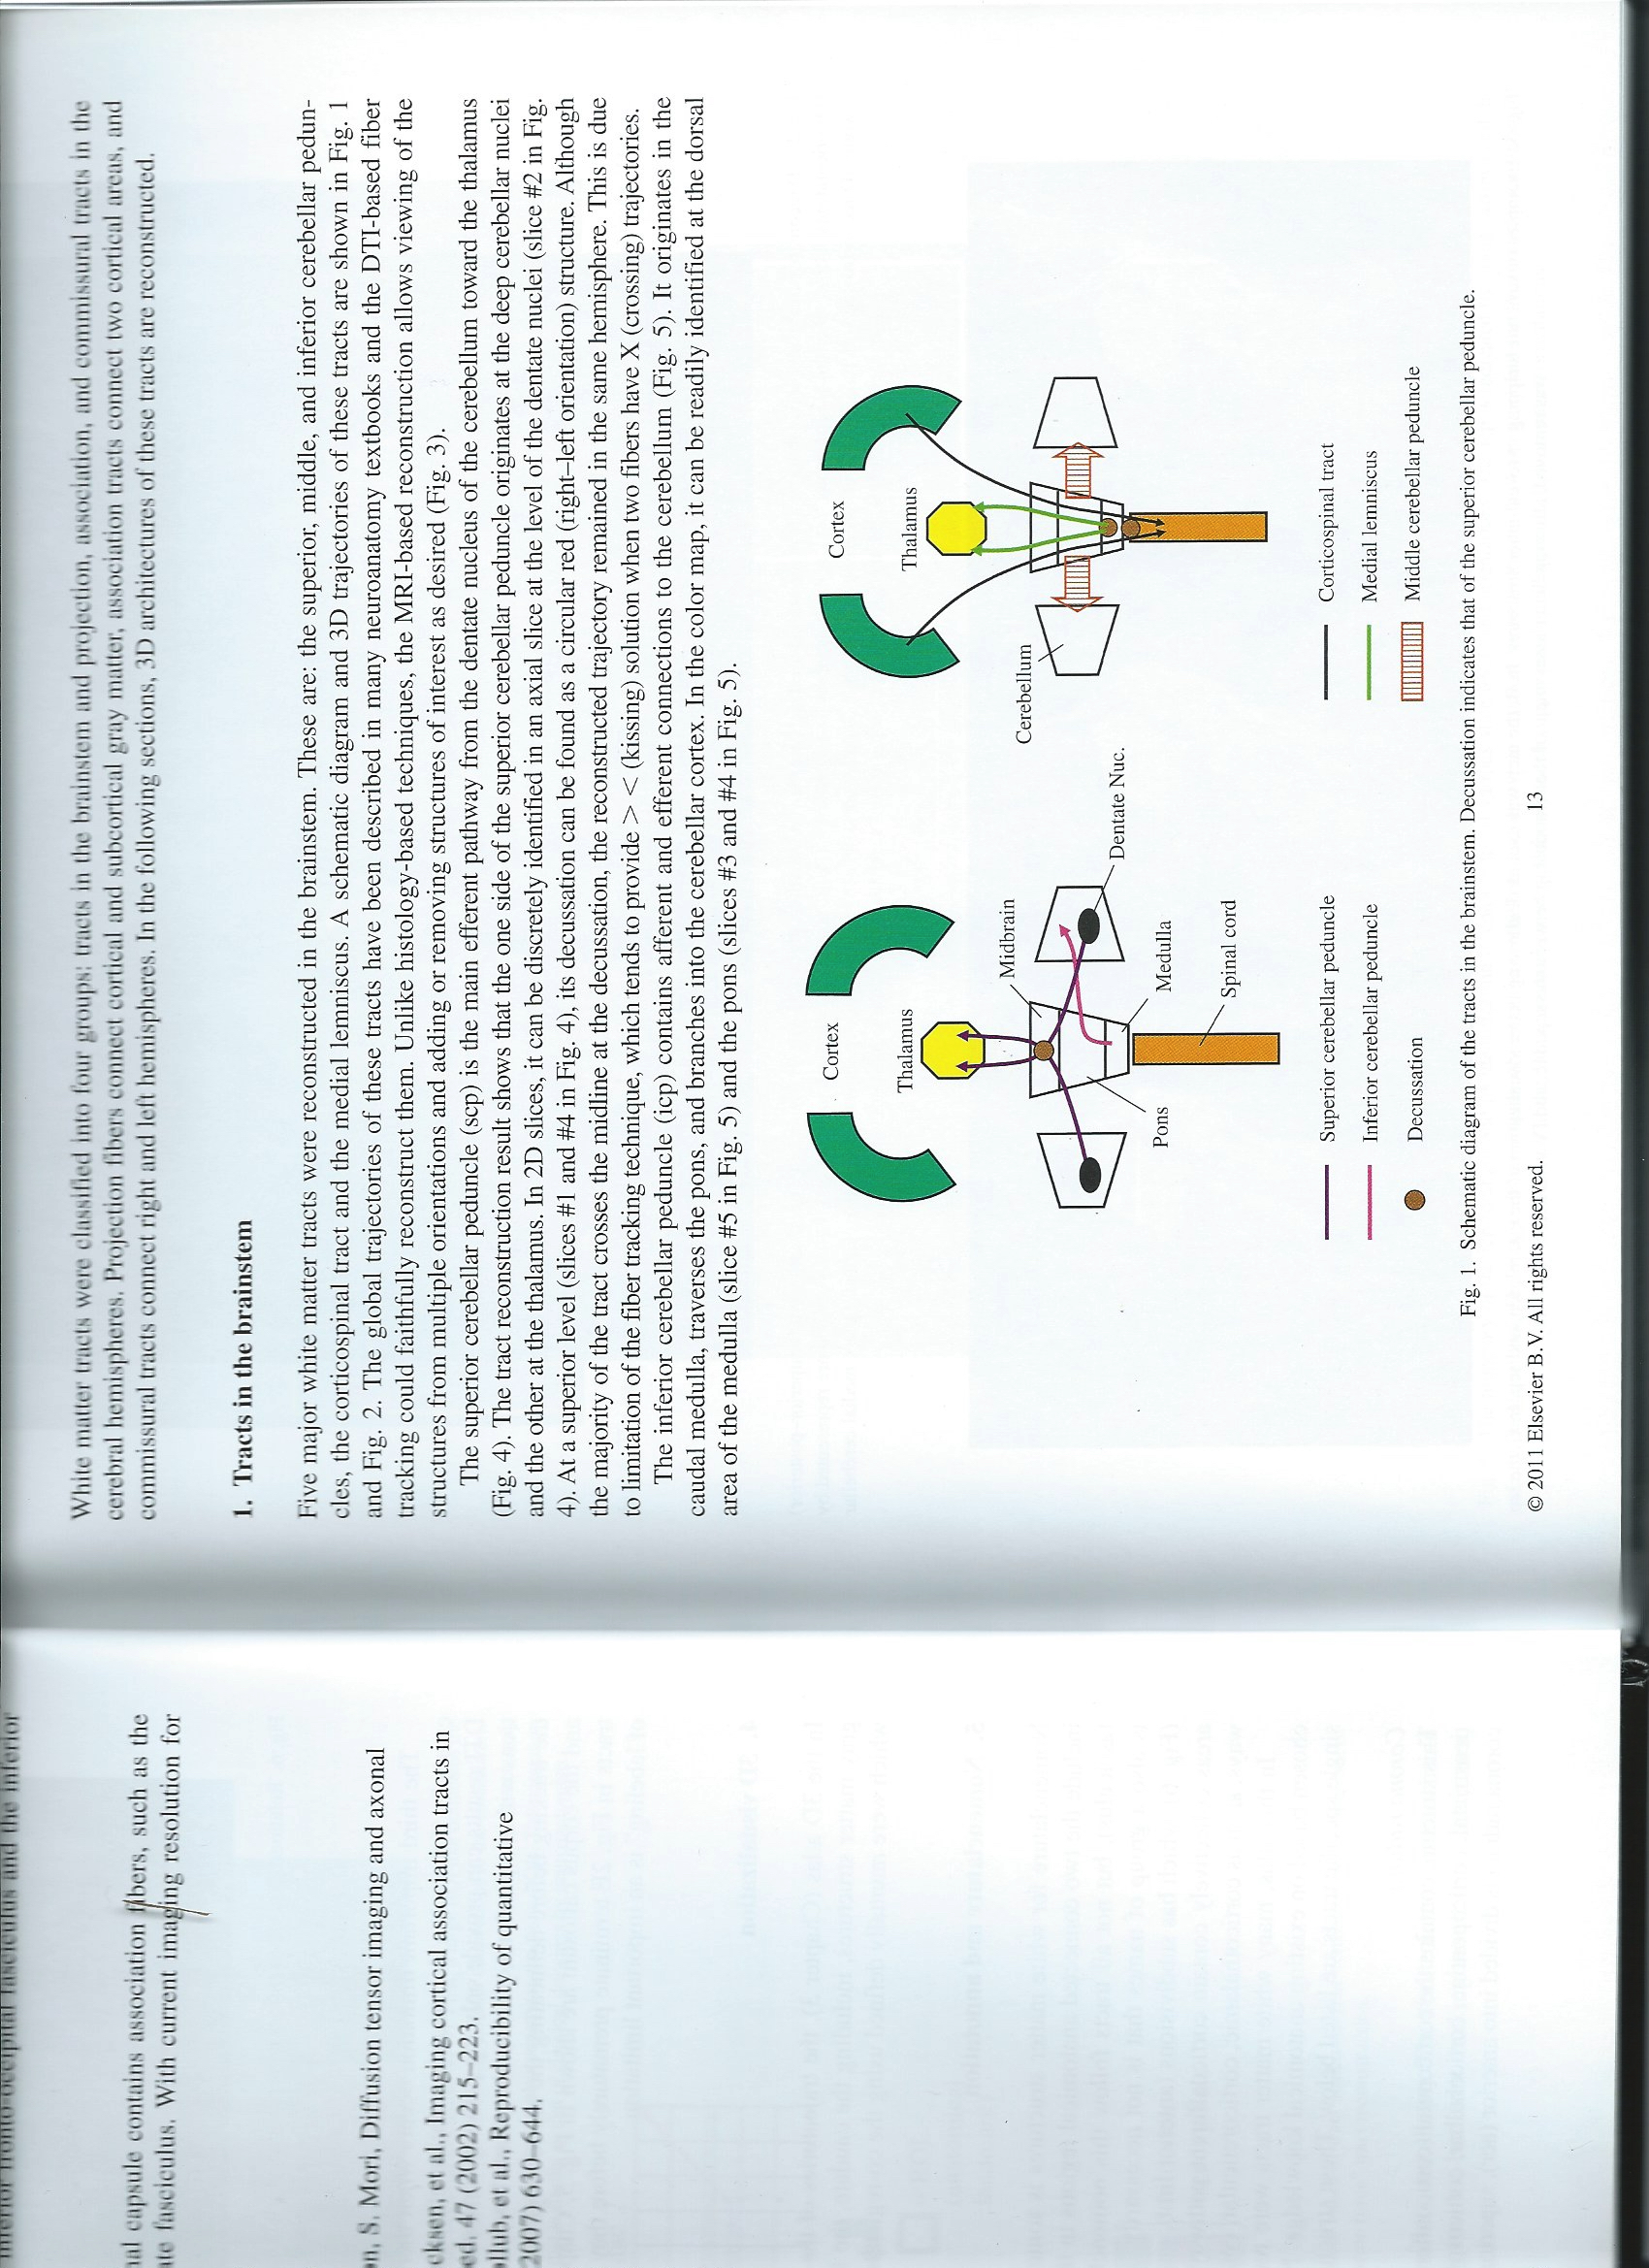 inferior fronto-occipital fasciculus and the inferior
nal capsule contains association fibers, such as the
ate fasciculus. With current imaging resolution for
on, S. Mori, Diffusion tensor imaging and axonal
cksen, et al., Imaging cortical association tracts in
ed. 47 (2002) 215–223.
ollub, et al., Reproducibility of quantitative
2007) 630–644.
White matter tracts were classified into four groups: tracts in the brainstem and projection, association, and commissural tracts in the
cerebral hemispheres. Projection fibers connect cortical and subcortical gray matter, association tracts connect two cortical areas, and
commissural tracts connect right and left hemispheres. In the following sections, 3D architectures of these tracts are reconstructed.
1. Tracts in the brainstem
Five major white matter tracts were reconstructed in the brainstem. These are: the superior, middle, and inferior cerebellar pedun-
cles, the corticospinal tract and the medial lemniscus. A schematic diagram and 3D trajectories of these tracts are shown in Fig. 1
and Fig. 2. The global trajectories of these tracts have been described in many neuroanatomy textbooks and the DTI-based fiber
tracking could faithfully reconstruct them. Unlike histology-based techniques, the MRI-based reconstruction allows viewing of the
structures from multiple orientations and adding or removing structures of interest as desired (Fig. 3).
The superior cerebellar peduncle (scp) is the main efferent pathway from the dentate nucleus of the cerebellum toward the thalamus
(Fig. 4). The tract reconstruction result shows that the one side of the superior cerebellar peduncle originates at the deep cerebellar nuclei
and the other at the thalamus. In 2D slices, it can be discretely identified in an axial slice at the level of the dentate nuclei (slice #2 in Fig.
4). At a superior level (slices #1 and #4 in Fig. 4), its decussation can be found as a circular red (right–left orientation) structure. Although
the majority of the tract crosses the midline at the decussation, the reconstructed trajectory remained in the same hemisphere. This is due
to limitation of the fiber tracking technique, which tends to provide > < (kissing) solution when two fibers have X (crossing) trajectories.
The inferior cerebellar peduncle (icp) contains afferent and efferent connections to the cerebellum (Fig. 5). It originates in the
caudal medulla, traverses the pons, and branches into the cerebellar cortex. In the color map, it can be readily identified at the dorsal
area of the medulla (slice #5 in Fig. 5) and the pons (slices #3 and #4 in Fig. 5).
Cortex
Thalamus
Midbrain
Dentate Nuc.
Pons
Medulla
Spinal cord
Superior cerebellar peduncle
Inferior cerebellar peduncle
Decussation
Cortex
Thalamus
Cerebellum
Corticospinal tract
Medial lemniscus
Middle cerebellar peduncle
Fig. 1. Schematic diagram of the tracts in the brainstem. Decussation indicates that of the superior cerebellar peduncle.
© 2011 Elsevier B.V. All rights reserved.
13